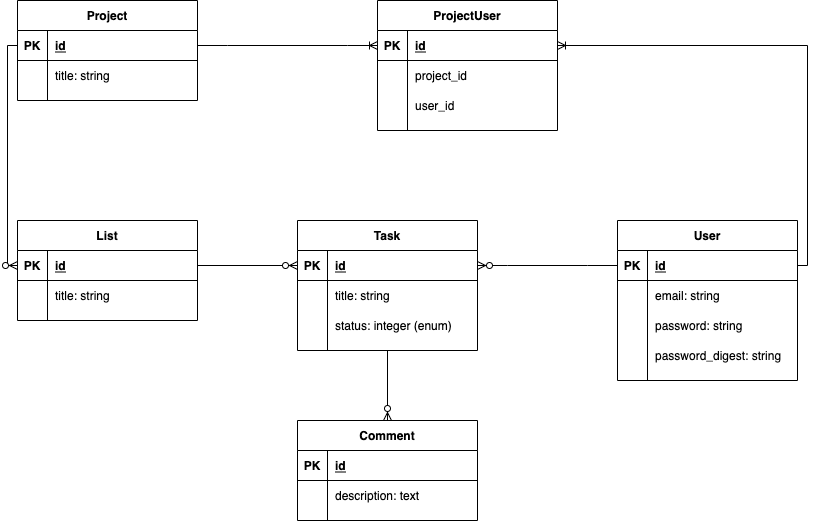 Project
PK id
title: string
ProjectUser
PK id
project_id
user_id
List
PK id
title: string
Task
PK id
title: string
status: integer (enum)
User
PK id
email: string
password: string
password_digest: string
Comment
PK id
description: text